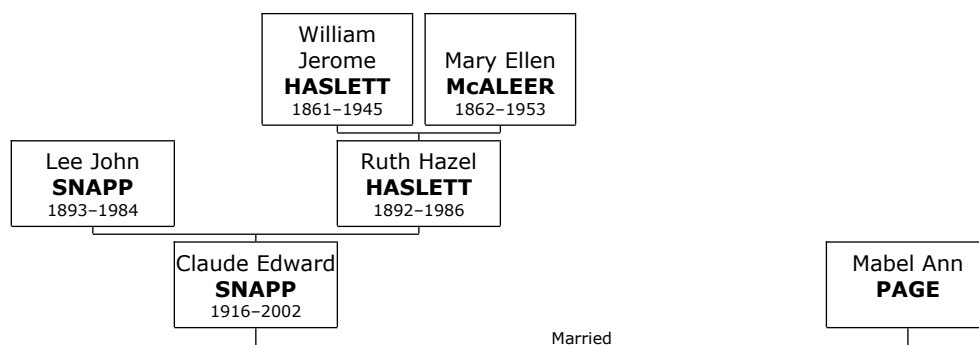 William
Jerome
HASLETT
1861–1945
Mary Ellen
McALEER
1862–1953
Lee John
SNAPP
1893–1984
Ruth Hazel
HASLETT
1892–1986
Claude Edward
SNAPP
1916–2002
Mabel Ann
PAGE
Married